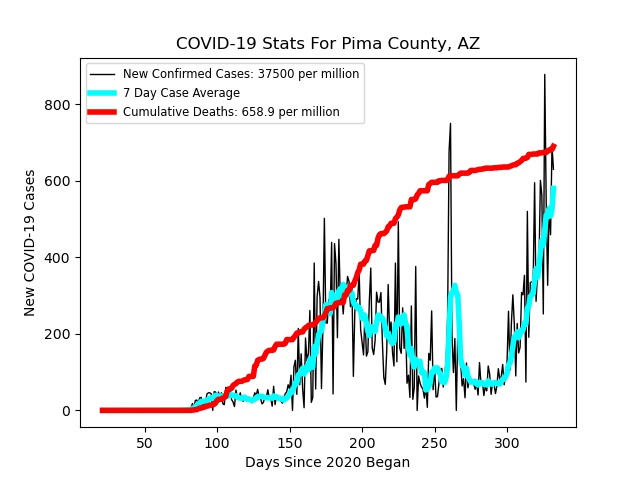 COVID-19 Stats For Pima County, AZ
New Confirmed Cases: 37500 per million
7 Day Case Average
Cumulative Deaths: 658.9 per million
New COVID-19 Cases
800
600
400
200
0
50 100 150 200 250 300
Days Since 2020 Began